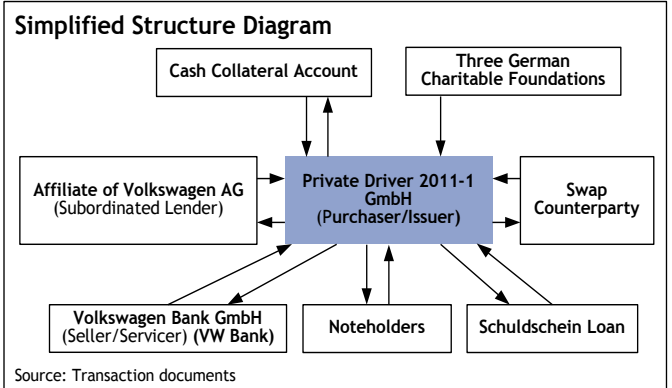 Simplified Structure Diagram
Cash Collateral Account
Three German
Charitable Foundations
Affiliate of Volkswagen AG
(Subordinated Lender)
Private Driver 2011-1
GmbH
(Purchaser/Issuer)
Swap
Counterparty
Volkswagen Bank GmbH
(Seller/Servicer) (VW Bank)
Noteholders
Schuldschein Loan
Source: Transaction documents